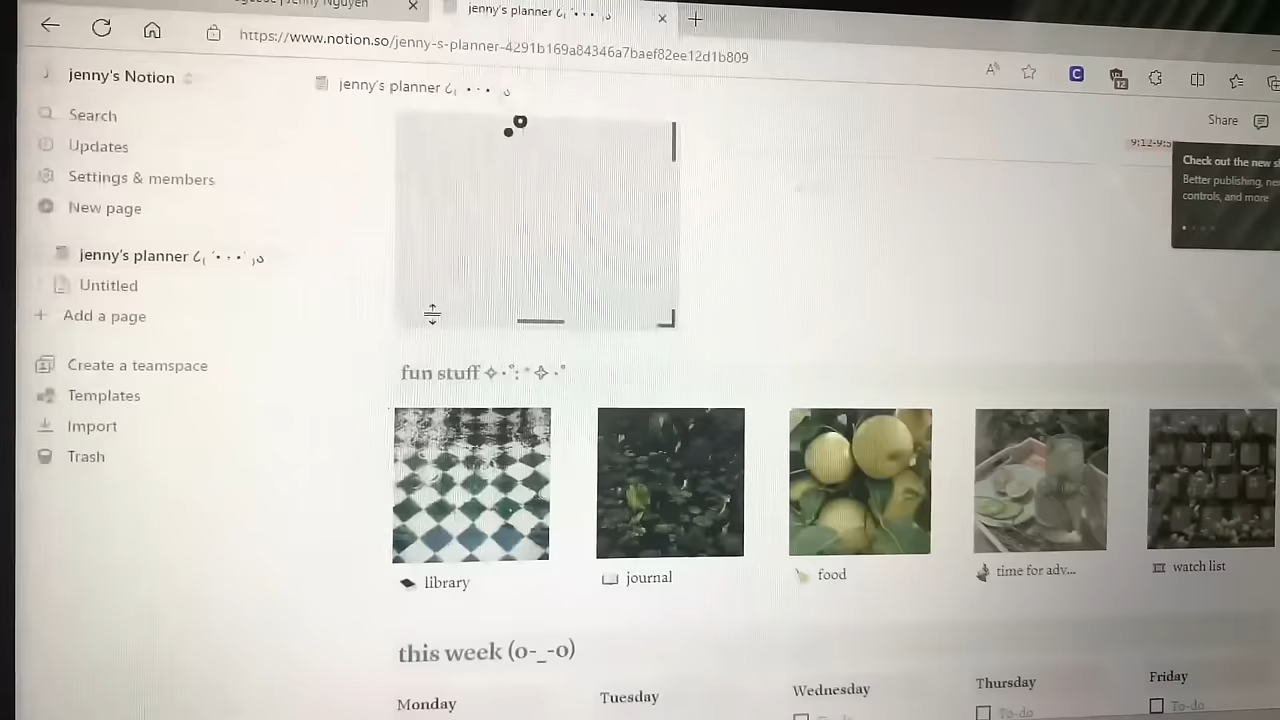 Jenny Nguyen
jenny's planner
https://www.notion.so/jenny-s-planner-4291b169a84346a7baef82ee12d1b809
12
jenny's Notion
jenny's planner
Share
Search
Updates
Settings & members
New page
jenny's planner
Untitled
Add a page
Create a teamspace
Templates
Import
Trash
Check out the new
Better publishing,
controls, and more
fun stuff
library
journal
food
time for adv...
watch list
this week (o-_-o)
Monday
Tuesday
Wednesday
Thursday
Friday
To-do
To-do